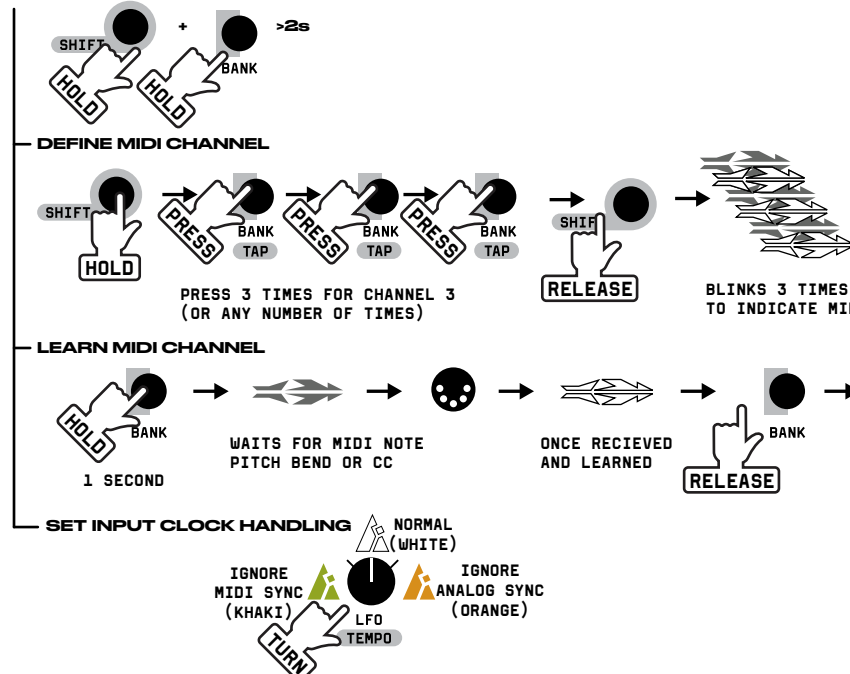 + >2s
SHIFT
BANK
HOLD
HOLD
DEFINE MIDI CHANNEL
SHIFT
HOLD
PRESS
PRESS
PRESS
BANK
TAP
BANK
TAP
BANK
TAP
SHIF
RELEASE
PRESS 3 TIMES FOR CHANNEL 3
(OR ANY NUMBER OF TIMES)
BLINKS 3 TIMES
TO INDICATE MI
LEARN MIDI CHANNEL
HOLD
BANK
1 SECOND
WAITS FOR MIDI NOTE
PITCH BEND OR CC
ONCE RECIEVED
AND LEARNED
BANK
RELEASE
SET INPUT CLOCK HANDLING
NORMAL
(WHITE)
IGNORE
MIDI SYNC
(KHAKI)
IGNORE
ANALOG SYNC
(ORANGE)
LFO
TEMPO
TURN